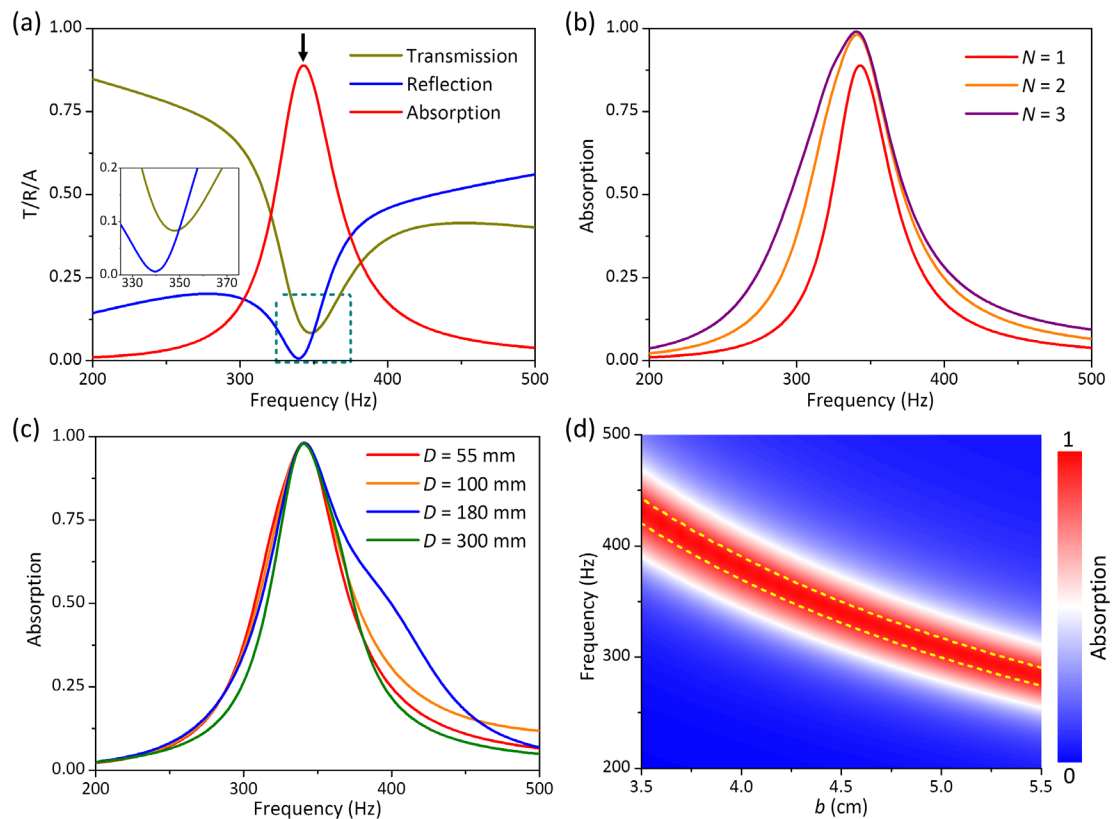 (a)
1.00
0.75
0.50
0.25
0.00
T/R/A
Transmission
Reflection
Absorption
0.2
0.1
0.0
325 350 375
200 300 400 500
Frequency (Hz)
(b)
1.00
0.75
0.50
0.25
0.00
Absorption
N = 1
N = 2
N = 3
200 300 400 500
Frequency (Hz)
(c)
1.00
0.75
0.50
0.25
0.00
Absorption
D = 55 mm
D = 100 mm
D = 180 mm
D = 300 mm
200 300 400 500
Frequency (Hz)
(d)
500
400
300
200
Frequency (Hz)
3.5 4.0 4.5 5.0 5.5
b (cm)
1
0
Absorption